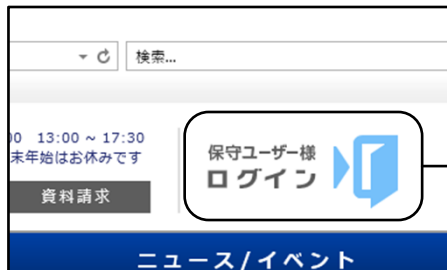 検索...
00 13:00 ~ 17:30
末年始はお休みです
資料請求
保守ユーザー様
ログイン
ニュース/イベント